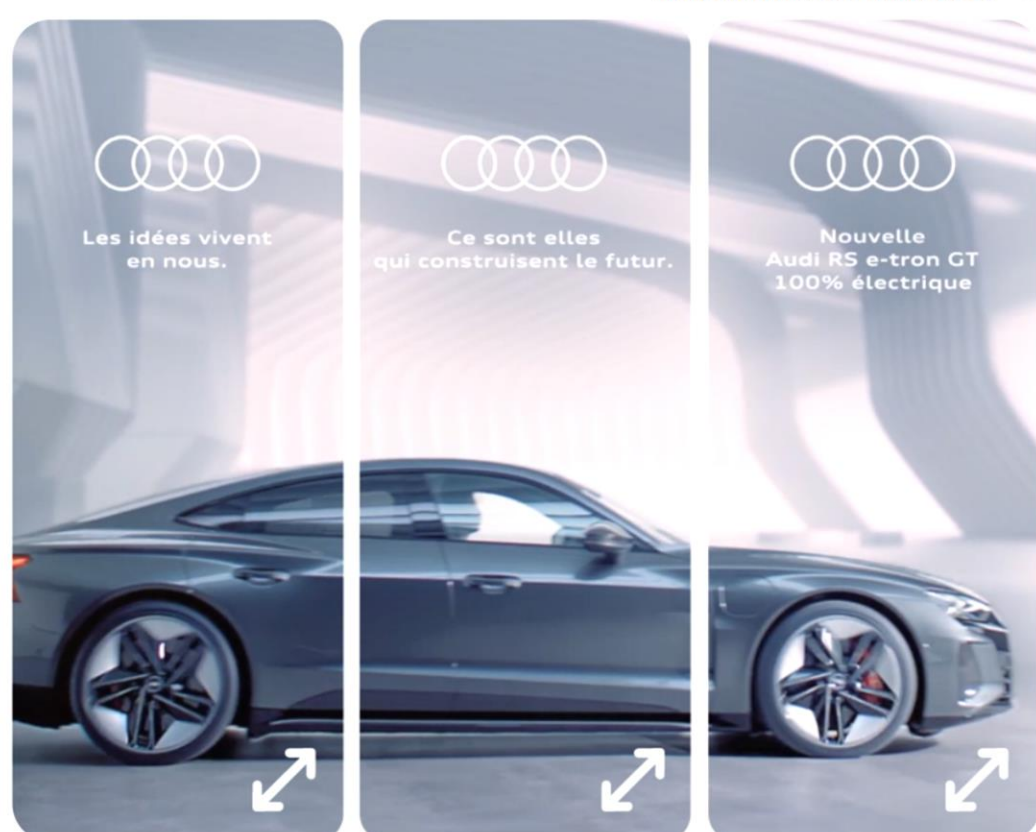 Les idées vivent
en nous.
Ce sont elles
qui construisent le futur.
Nouvelle
Audi RS e-tron GT
100% électrique